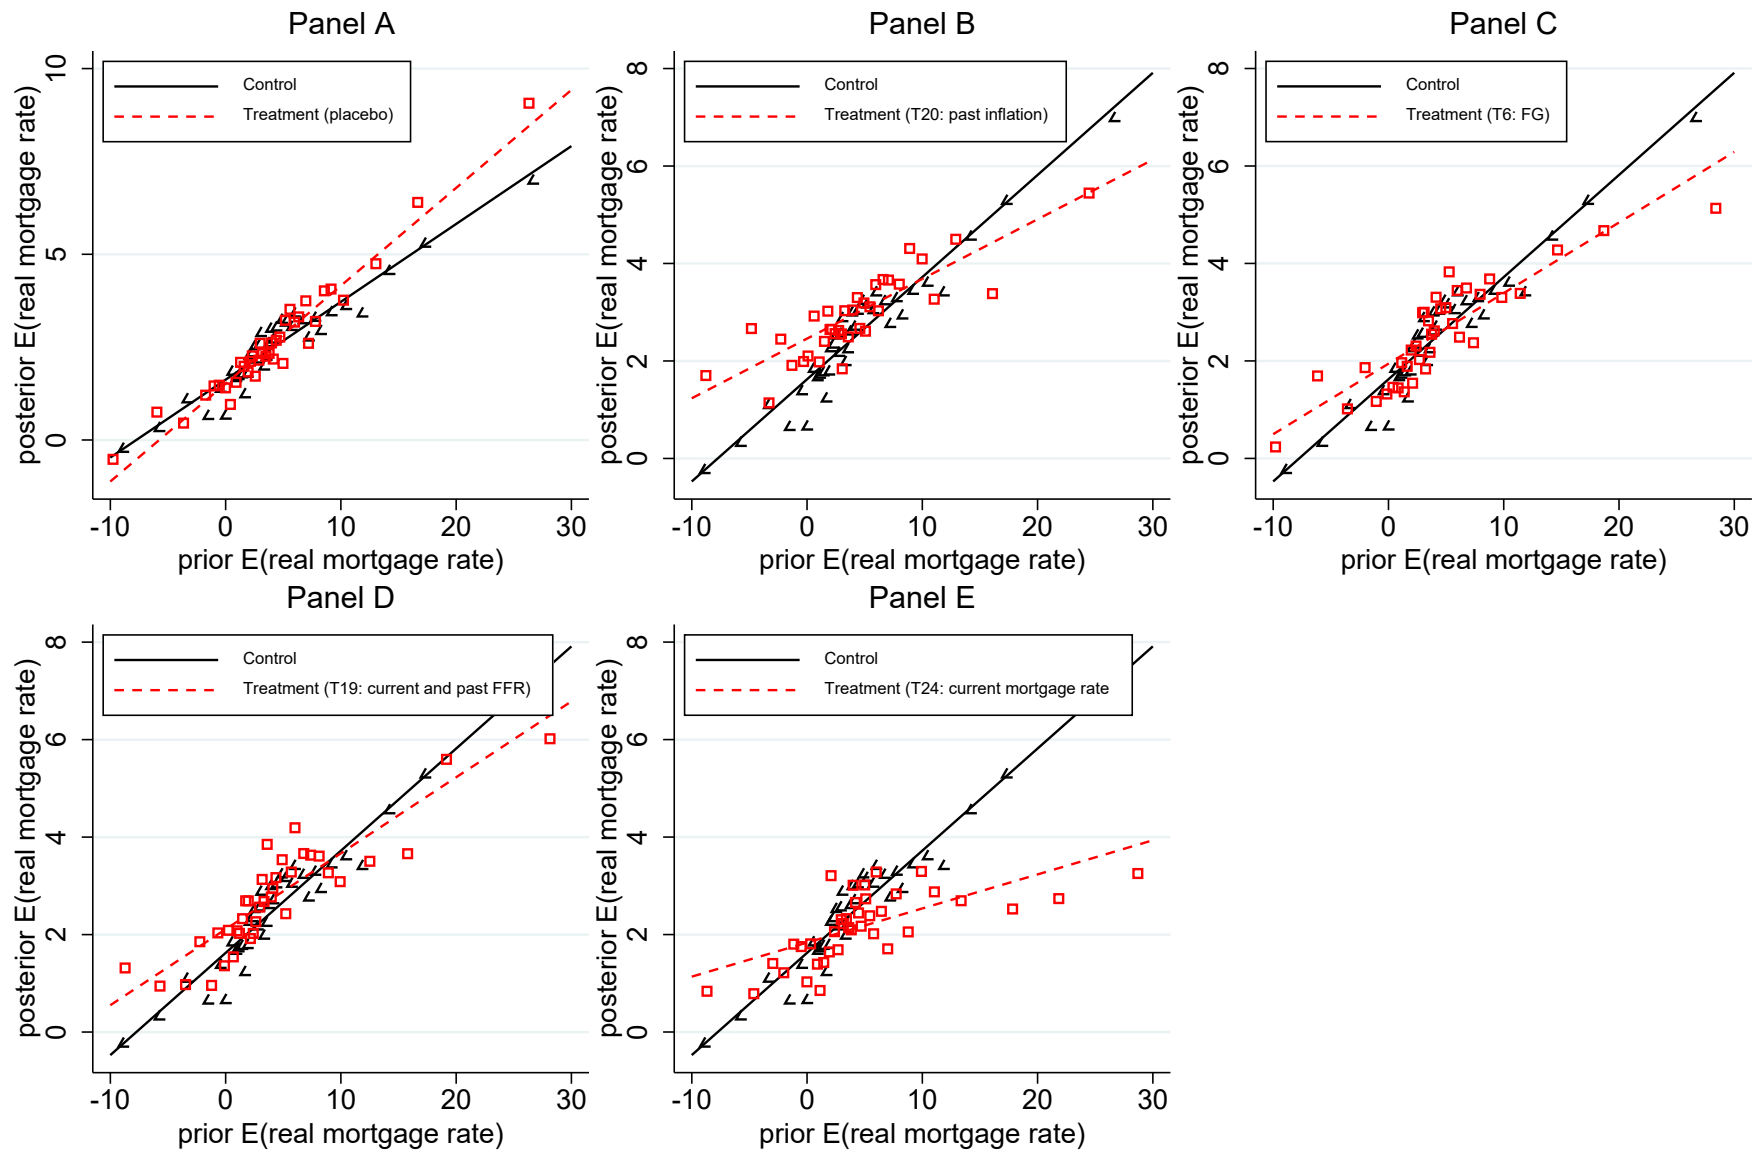 Panel A
10
5
0
posterior E(real mortgage rate)
Control
Treatment (placebo)
-10 0 10 20 30
prior E(real mortgage rate)
Panel B
8
6
4
2
0
posterior E(real mortgage rate)
Control
Treatment (T20: past inflation)
-10 0 10 20 30
prior E(real mortgage rate)
Panel C
8
6
4
2
0
posterior E(real mortgage rate)
Control
Treatment (T6: FG)
-10 0 10 20 30
prior E(real mortgage rate)
Panel D
8
6
4
2
0
posterior E(real mortgage rate)
Control
Treatment (T19: current and past FFR)
-10 0 10 20 30
prior E(real mortgage rate)
Panel E
8
6
4
2
0
posterior E(real mortgage rate)
Control
Treatment (T24: current mortgage rate
-10 0 10 20 30
prior E(real mortgage rate)